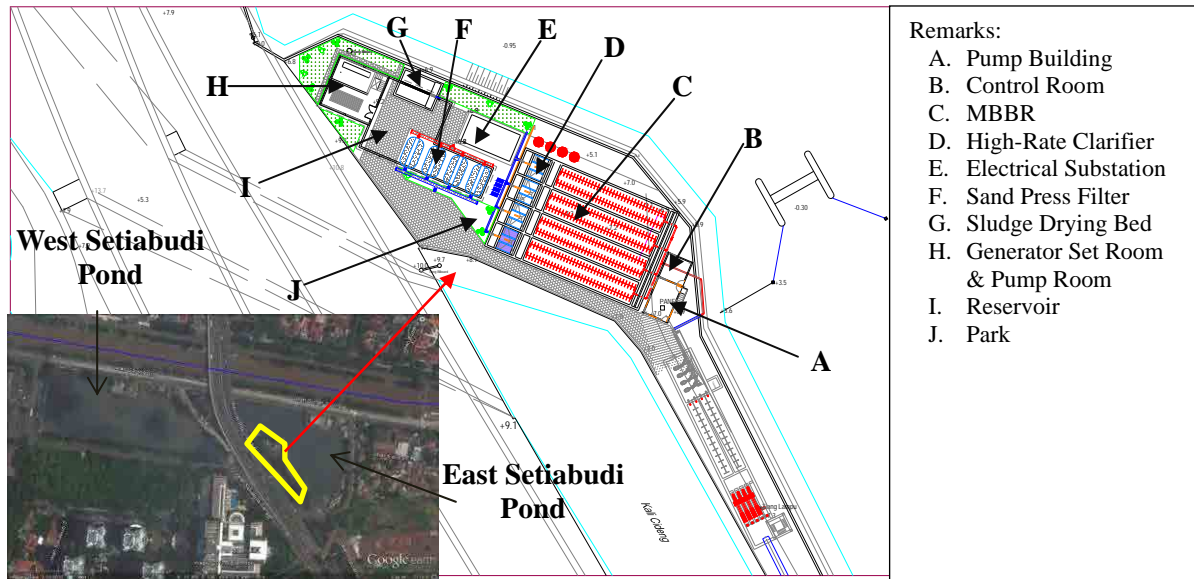 Remarks:
A. Pump Building
B. Control Room
C. MBBR
D. High-Rate Clarifier
E. Electrical Substation
F. Sand Press Filter
G. Sludge Drying Bed
H. Generator Set Room
& Pump Room
I. Reservoir
J. Park
G
F
E
D
H
C
B
I
J
A
West Setiabudi
Pond
East Setiabudi
Pond
+7.9
-0.95
+5.1
+7.0
+5.9
-0.30
+3.5
+5.3
+9.7
+9.1
Kali Cideng
Google earth